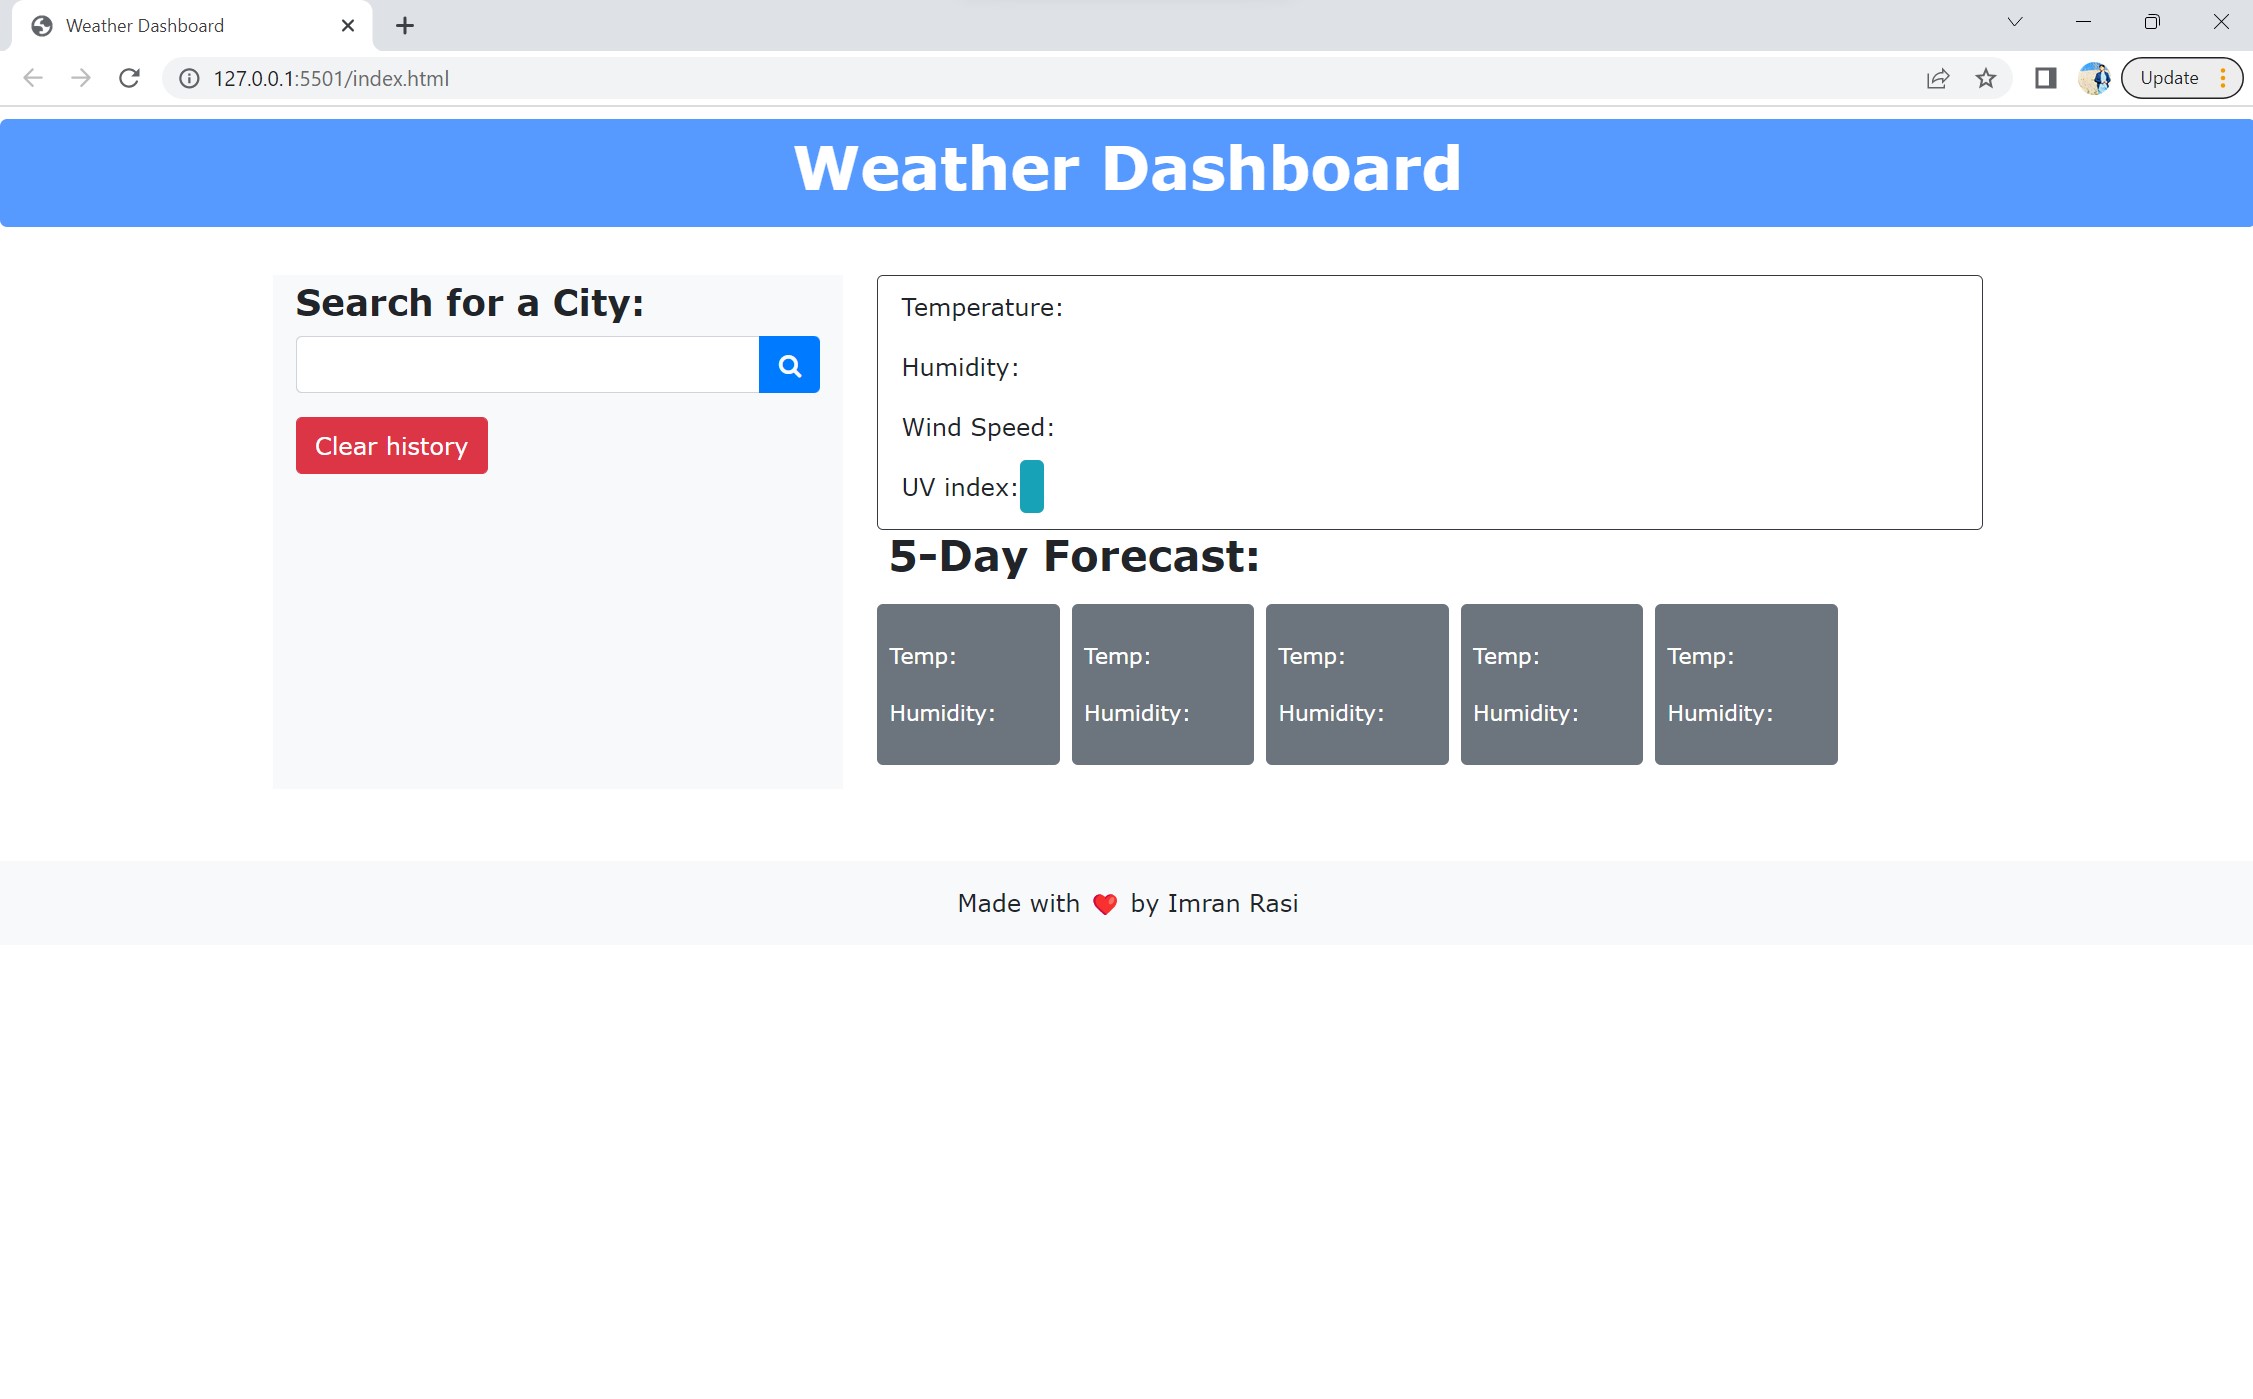 Weather Dashboard
127.0.0.1:5501/index.html
Update
Weather Dashboard
Search for a City:
Clear history
Temperature:
Humidity:
Wind Speed:
UV index:
5-Day Forecast:
Temp: Temp: Temp: Temp: Temp:
Humidity: Humidity: Humidity: Humidity: Humidity:
Made with ❤️ by Imran Rasi